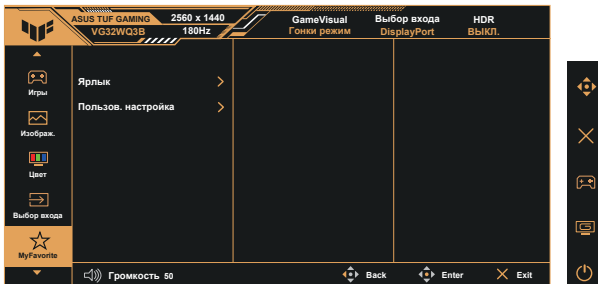 ASUS TUF GAMING 2560 x 1440 GameVisual Выбор входа HDR
VG32WQ3B 180Hz Гонки режим DisplayPort ВЫКЛ.
Игры
Ярлык
Пользов. настройка
Изображ.
Цвет
Выбор входа
MyFavorite
Громкость 50 Back Enter Exit